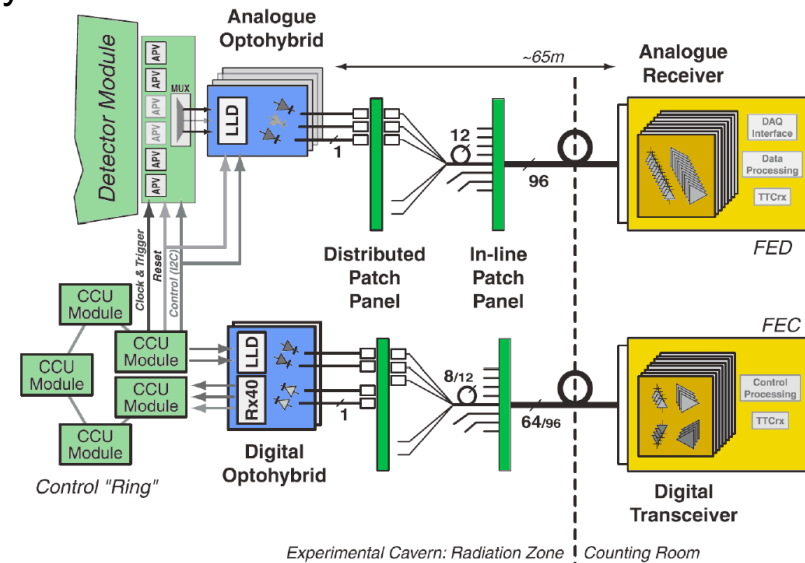 y
Analogue
Optohybrid
~65m
Analogue
Receiver
Detector Module
APV
APV
APV
APV
APV
APV
MUX
LLD
1
12
96
DAQ
Interface
Data
Processing
TTCrx
FED
Distributed
Patch
Panel
In-line
Patch
Panel
Clock & Trigger
Reset
Control (I2C)
CCU
Module
CCU
Module
CCU
Module
CCU
Module
CCU
Module
Control "Ring"
LLD
Rx40
1
Digital
Optohybrid
8/12
64/96
FEC
Control
Processing
TTCrx
Digital
Transceiver
Experimental Cavern: Radiation Zone
Counting Room